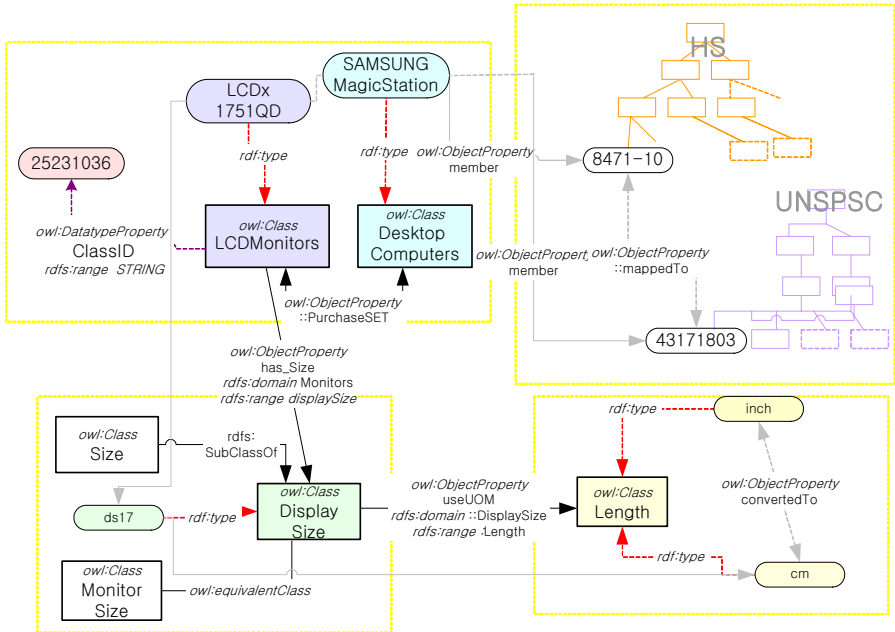 SAMSUNG
MagicStation
LCDx
1751QD
HS
25231036
rdf:type
rdf:type
owl:ObjectProperty
member
8471-10
owl:Class
LCDMonitors
owl:Class
Desktop
Computers
UNSPSC
owl:DatatypeProperty
ClassID
rdfs:range STRING
owl:ObjectProperty
member
owl:ObjectProperty
::mappedTo
owl:ObjectProperty
::PurchaseSET
43171803
owl:ObjectProperty
has_Size
rdfs:domain Monitors
rdfs:range displaySize
owl:Class
Size
rdfs:
SubClassOf
rdf:type
inch
owl:ObjectProperty
useUOM
rdfs:domain ::DisplaySize
rdfs:range :Length
owl:ObjectProperty
convertedTo
ds17
rdf:type
owl:Class
Display
Size
owl:Class
Length
rdf:type
cm
owl:Class
Monitor
Size
owl:equivalentClass